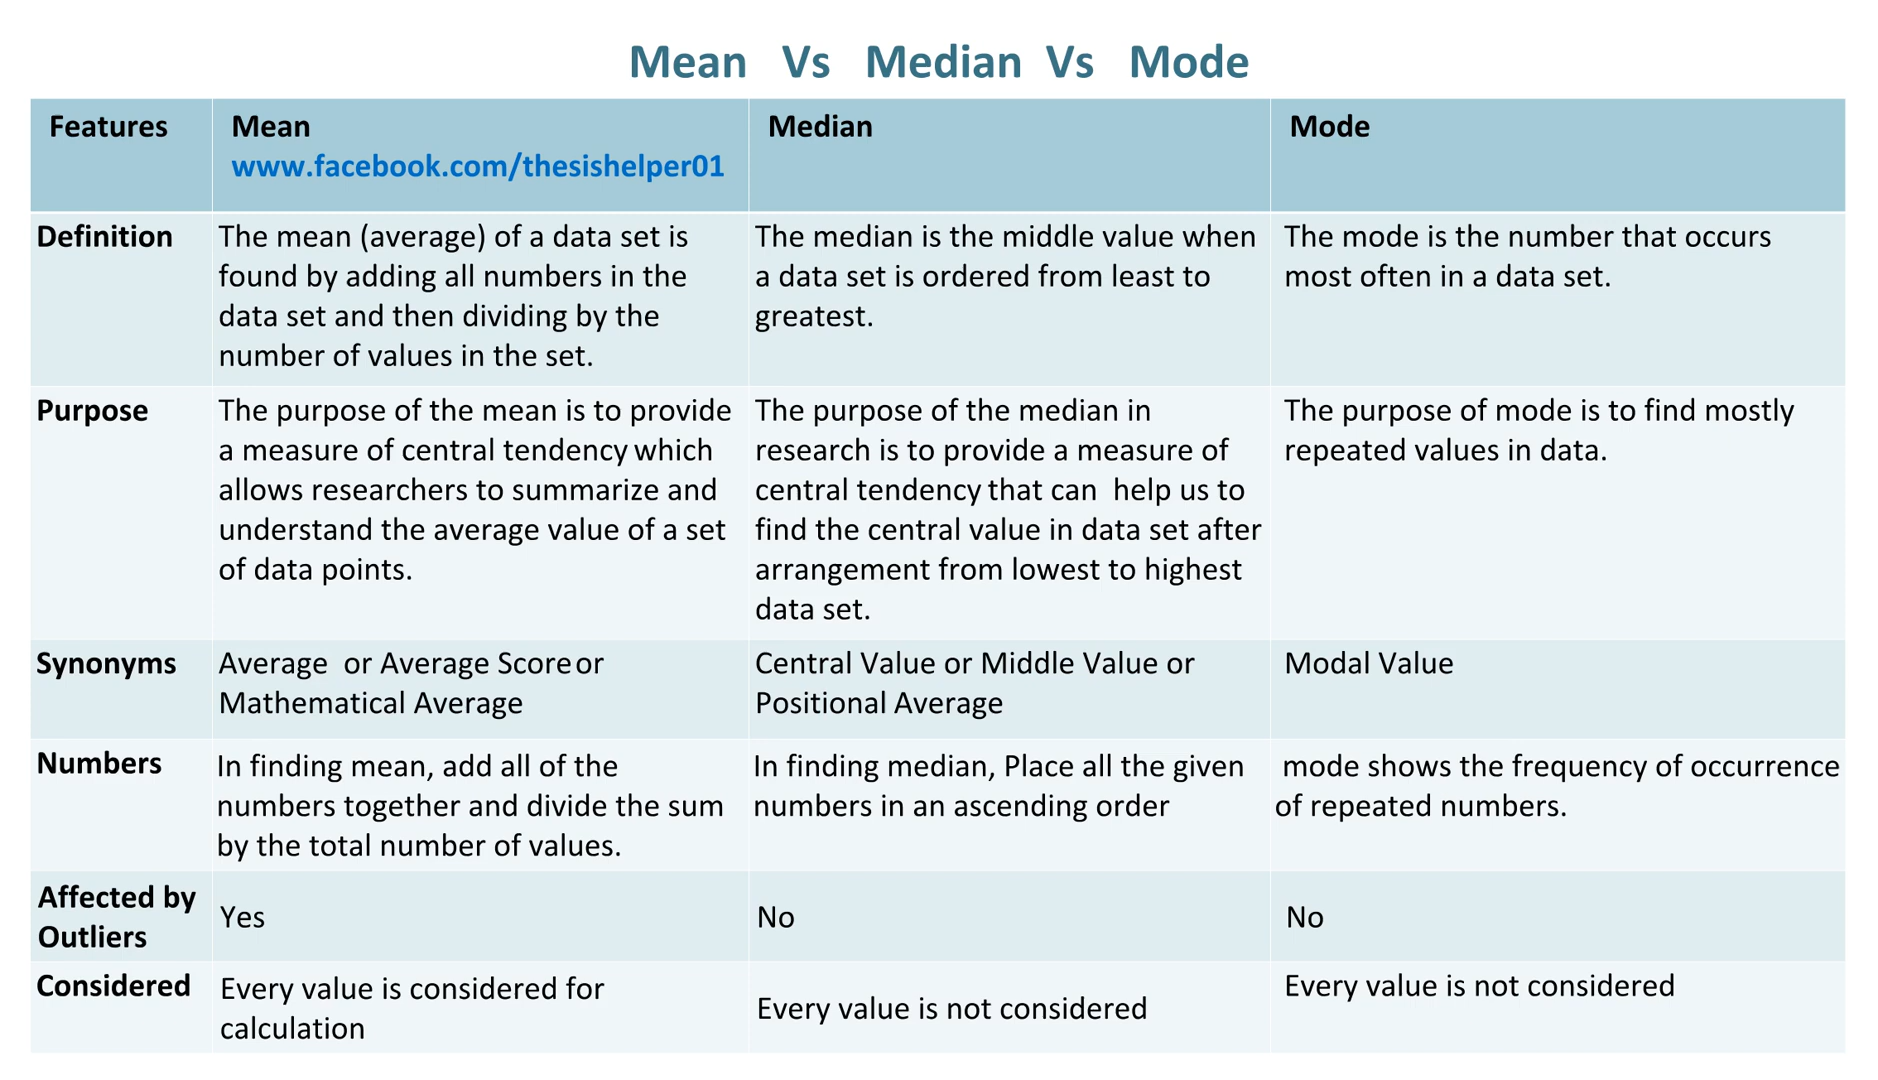 Mean Vs Median Vs Mode
Features
Mean
www.facebook.com/thesishelper01
Median
Mode
Definition
The mean (average) of a data set is
found by adding all numbers in the
data set and then dividing by the
number of values in the set.
The median is the middle value when
a data set is ordered from least to
greatest.
The mode is the number that occurs
most often in a data set.
Purpose
The purpose of the mean is to provide
a measure of central tendency which
allows researchers to summarize and
understand the average value of a set
of data points.
The purpose of the median in
research is to provide a measure of
central tendency that can help us to
find the central value in data set after
arrangement from lowest to highest
data set.
The purpose of mode is to find mostly
repeated values in data.
Synonyms
Average or Average Score or
Mathematical Average
Central Value or Middle Value or
Positional Average
Modal Value
Numbers
In finding mean, add all of the
numbers together and divide the sum
by the total number of values.
In finding median, Place all the given
numbers in an ascending order
mode shows the frequency of occurrence
of repeated numbers.
Affected by
Outliers
Yes
No
No
Considered
Every value is considered for
calculation
Every value is not considered
Every value is not considered